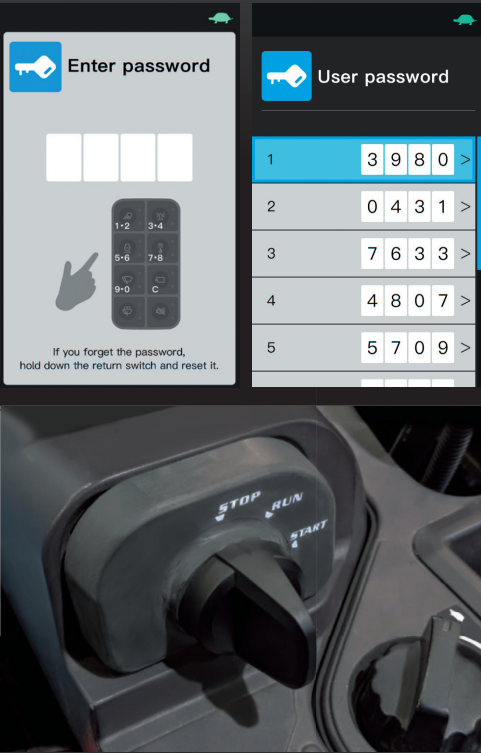 Enter password
1•2 3•4
5•6 7•8
9•0 C
If you forget the password,
hold down the return switch and reset it.
User password
1 3 9 8 0 >
2 0 4 3 1 >
3 7 6 3 3 >
4 4 8 0 7 >
5 5 7 0 9 >
STOP
RUN
START